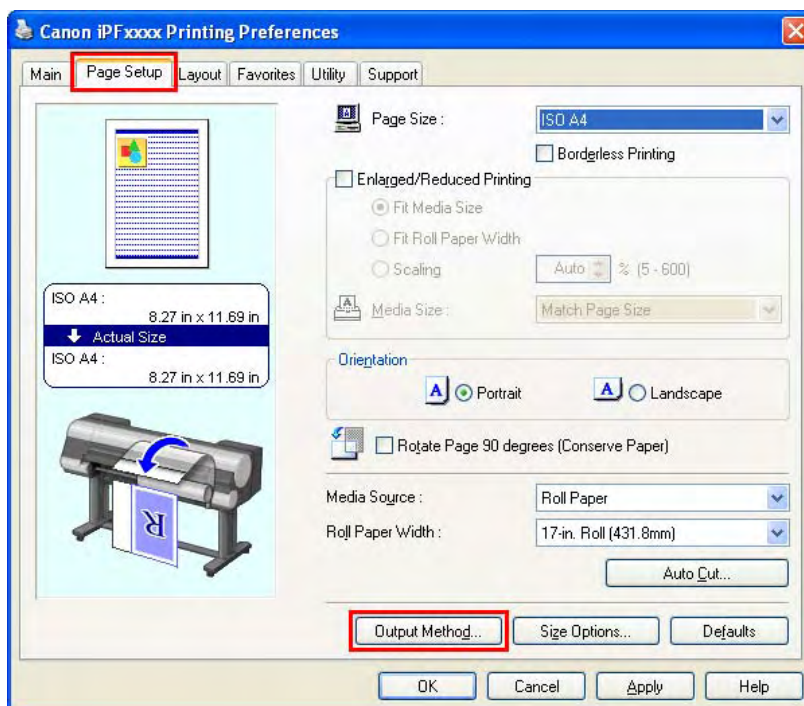 Canon iPFxxxx Printing Preferences
Main Page Setup Layout Favorites Utility Support
Page Size : ISO A4
Borderless Printing
Enlarged/Reduced Printing
Fit Media Size
Fit Roll Paper Width
Scaling Auto % (5 - 600)
Media Size : Match Page Size
ISO A4 :
8.27 in x 11.69 in
Actual Size
ISO A4 :
8.27 in x 11.69 in
Orientation
A Portrait A Landscape
Rotate Page 90 degrees (Conserve Paper)
Media Source : Roll Paper
Roll Paper Width : 17-in. Roll (431.8mm)
Auto Cut...
R
Output Method... Size Options... Defaults
OK Cancel Apply Help